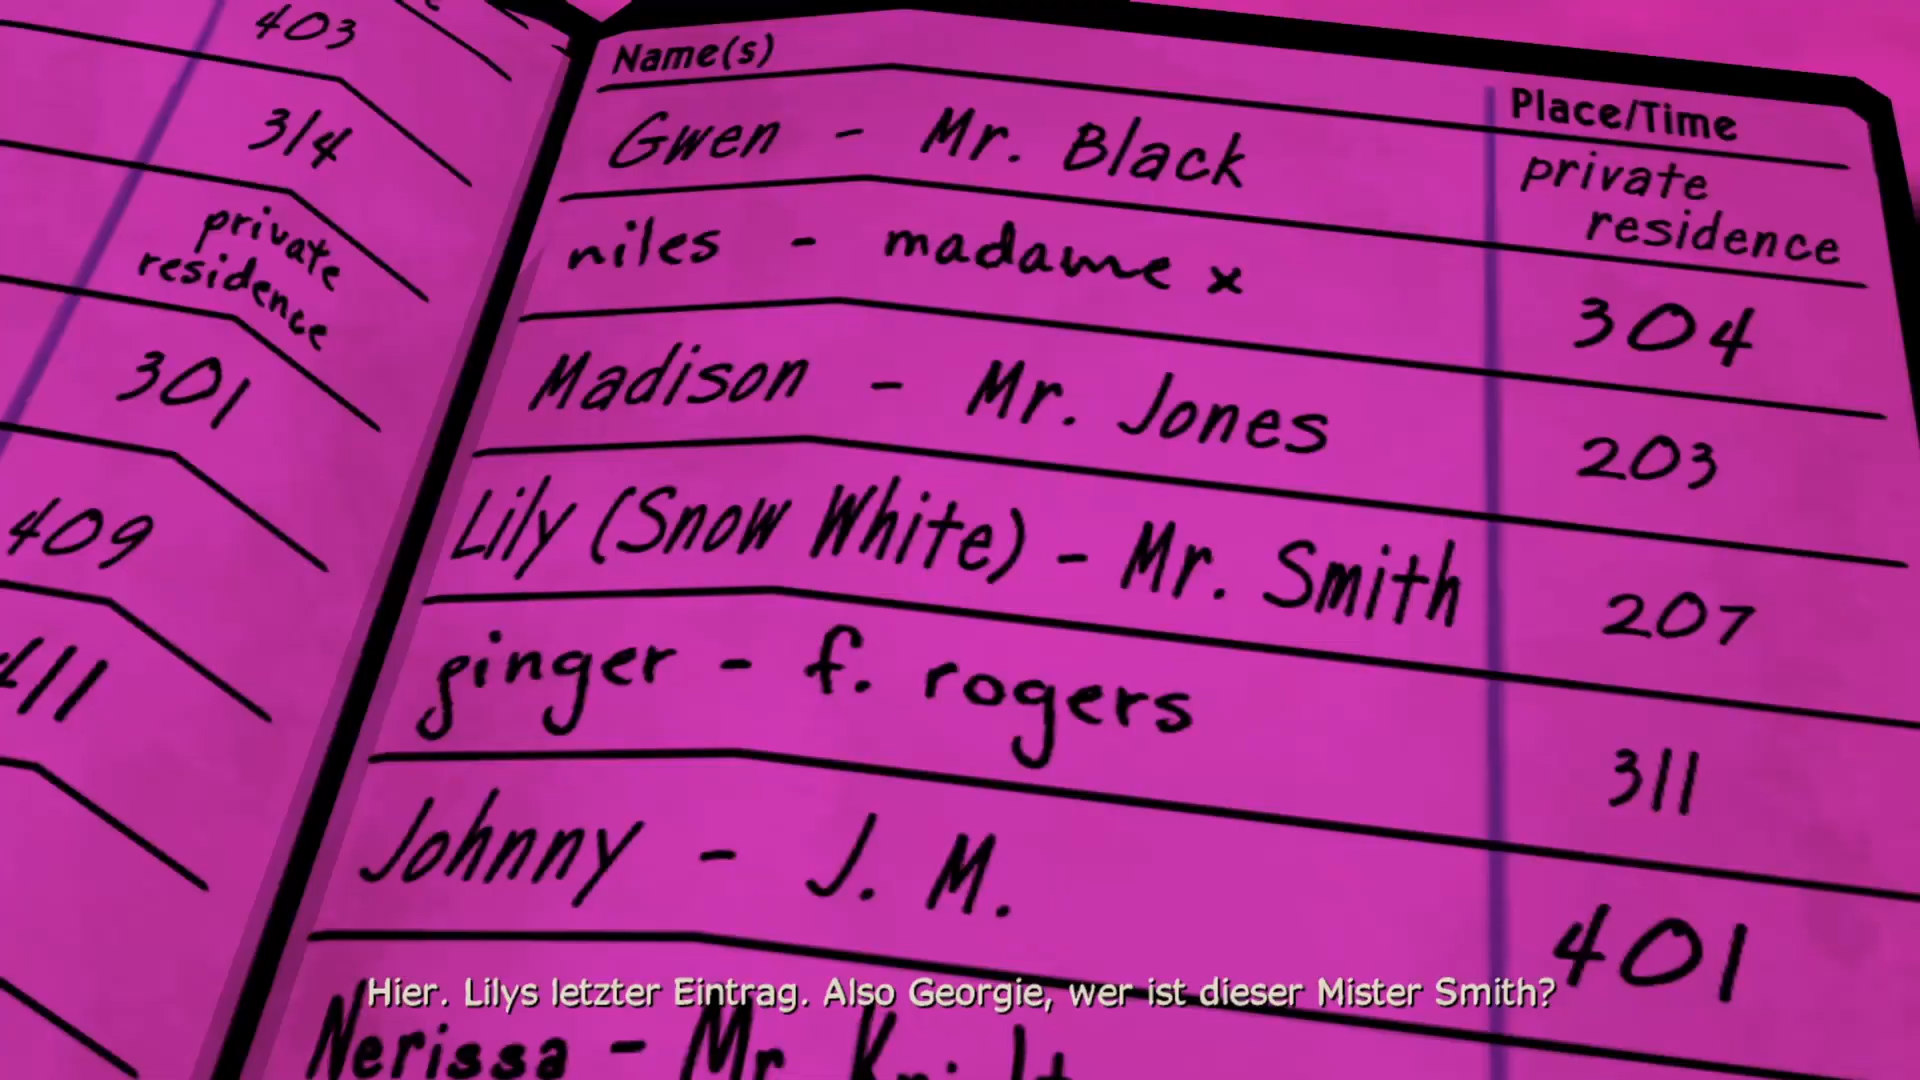 403
314
private
residence
301
409
411
Name(s) Place/Time
Gwen - Mr. Black private
residence
niles - madame x 304
Madison - Mr. Jones 203
Lily (Snow White) - Mr. Smith 207
ginger - f. rogers 311
Johnny - J. M. 401
Hier. Lilys letzter Eintrag. Also Georgie, wer ist dieser Mister Smith?
Nerissa - Mr